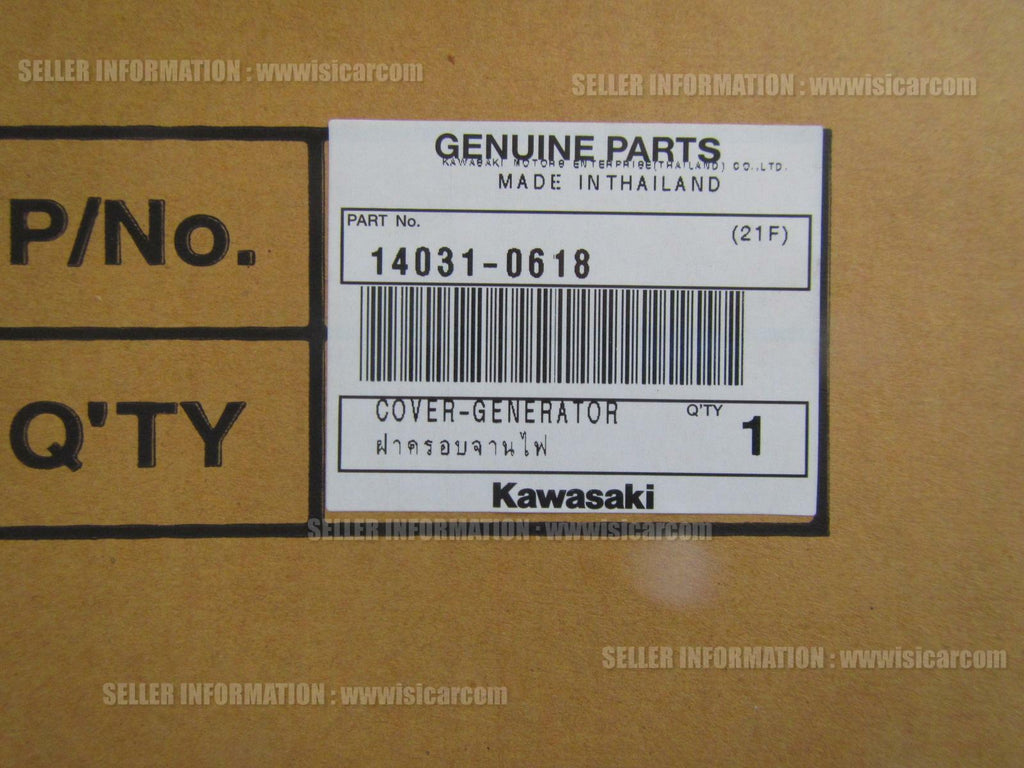 SELLER INFORMATION : wwwisicarcom
SELLER INFORMATION : wwwisicarcom
P/No.
Q'TY
GENUINE PARTS
KAWASAKI MOTORS ENTERPRISE(THAILAND) CO.,LTD.
MADE IN THAILAND
PART No.
(21F)
14031-0618
COVER-GENERATOR
Q'TY
1
ฝาครอบจานไฟ
Kawasaki
SELLER INFORMATION : wwwisicarcom
SELLER INFORMATION : wwwisicarcom
SELLER INFORMATION : wwwisicarcom